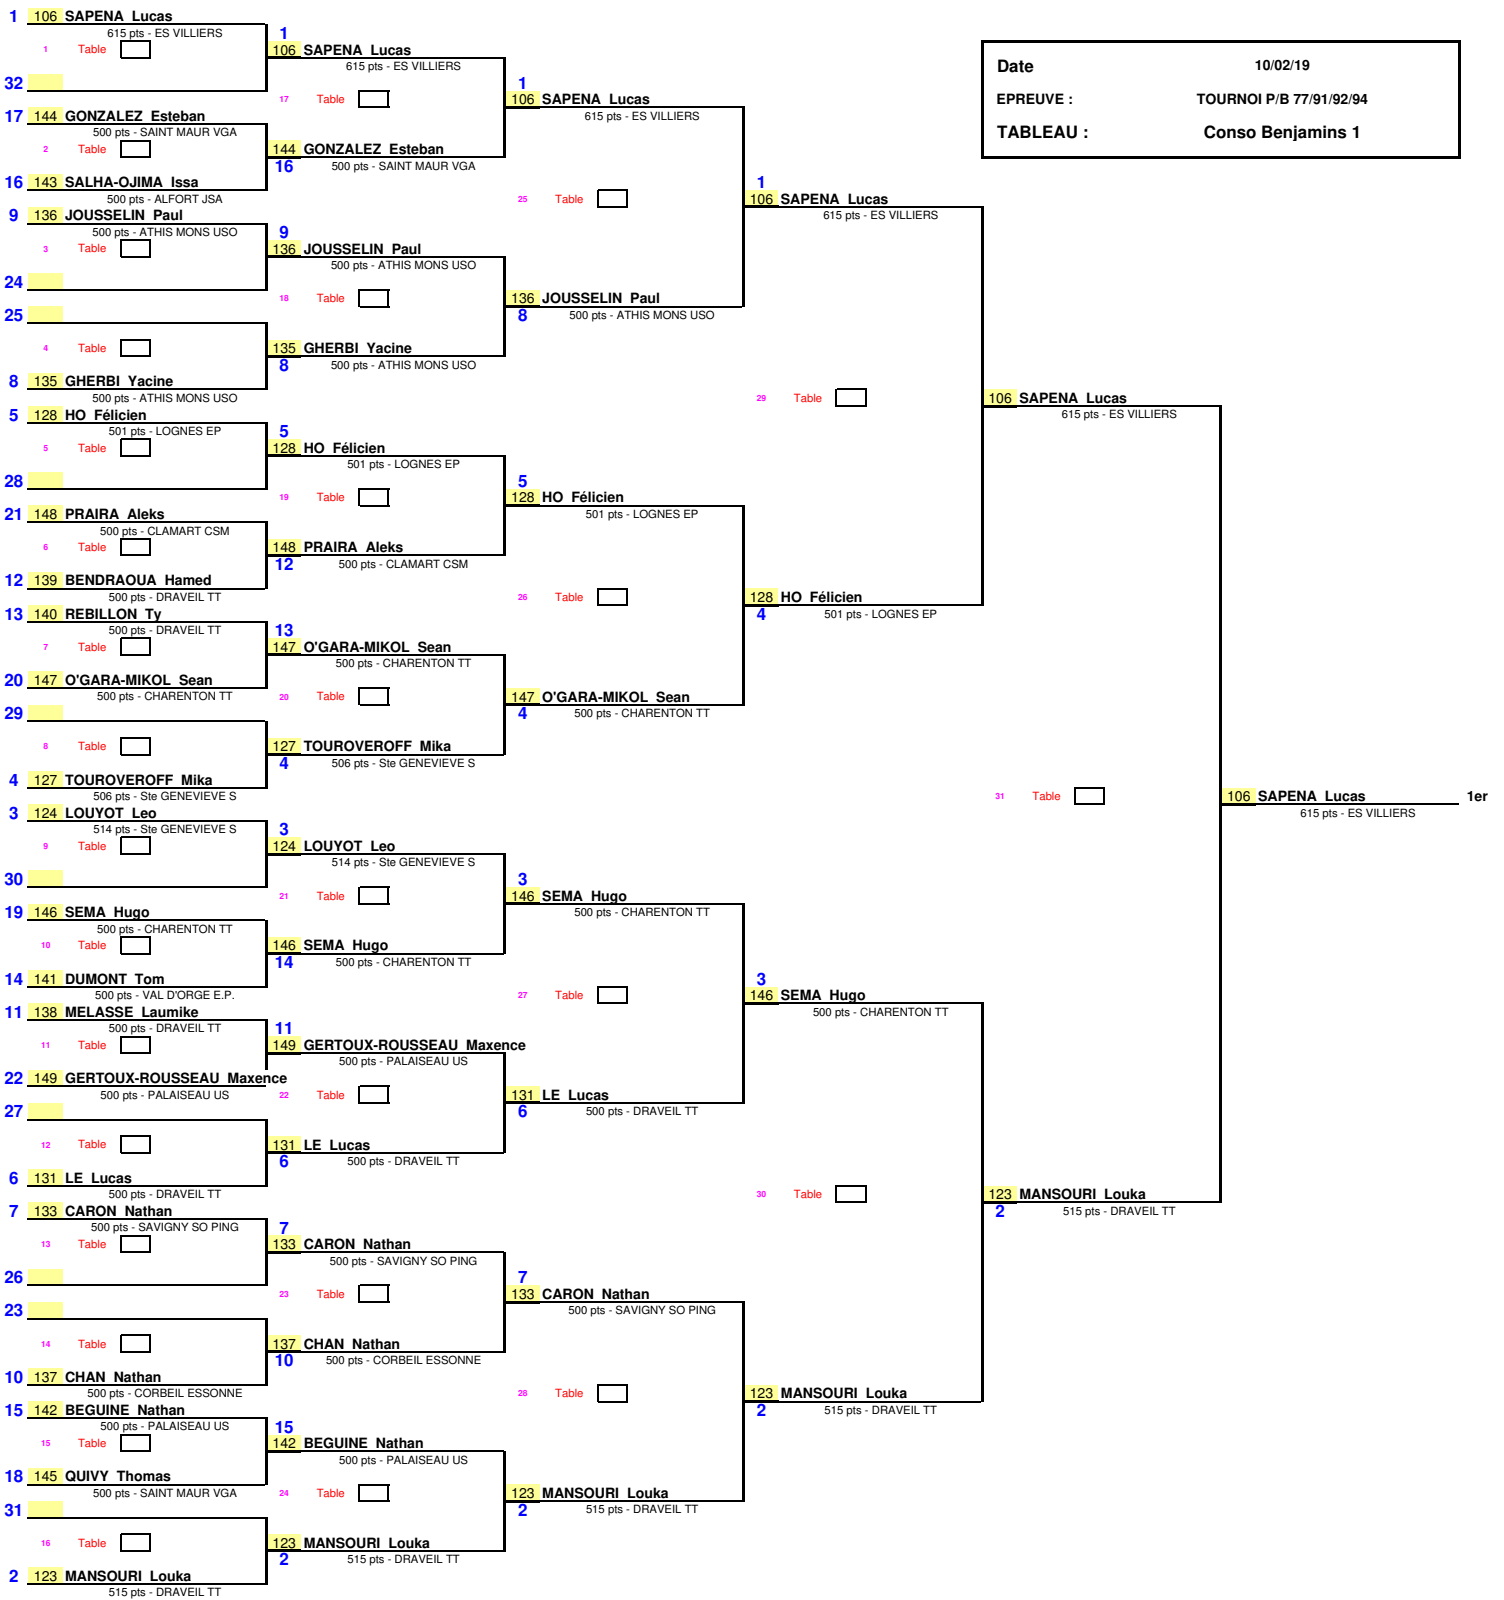 Date 10/02/19
EPREUVE : TOURNOI P/B 77/91/92/94
TABLEAU : Conso Benjamins 1
1 106 SAPENA Lucas
615 pts - ES VILLIERS
1 Table
32
17 144 GONZALEZ Esteban
500 pts - SAINT MAUR VGA
2 Table
16 143 SALHA-OJIMA Issa
500 pts - ALFORT JSA
9 136 JOUSSELIN Paul
500 pts - ATHIS MONS USO
3 Table
24
25
4 Table
8 135 GHERBI Yacine
500 pts - ATHIS MONS USO
5 128 HO Félicien
501 pts - LOGNES EP
5 Table
28
21 148 PRAIRA Aleks
500 pts - CLAMART CSM
6 Table
12 139 BENDRAOUA Hamed
500 pts - DRAVEIL TT
13 140 REBILLON Ty
500 pts - DRAVEIL TT
7 Table
20 147 O'GARA-MIKOL Sean
500 pts - CHARENTON TT
29
8 Table
4 127 TOUROVEROFF Mika
506 pts - Ste GENEVIEVE S
3 124 LOUYOT Leo
514 pts - Ste GENEVIEVE S
9 Table
30
19 146 SEMA Hugo
500 pts - CHARENTON TT
10 Table
14 141 DUMONT Tom
500 pts - VAL D'ORGE E.P.
11 138 MELASSE Laumike
500 pts - DRAVEIL TT
11 Table
22 149 GERTOUX-ROUSSEAU Maxence
500 pts - PALAISEAU US
27
12 Table
6 131 LE Lucas
500 pts - DRAVEIL TT
7 133 CARON Nathan
500 pts - SAVIGNY SO PING
13 Table
26
23
14 Table
10 137 CHAN Nathan
500 pts - CORBEIL ESSONNE
15 142 BEGUINE Nathan
500 pts - PALAISEAU US
15 Table
18 145 QUIVY Thomas
500 pts - SAINT MAUR VGA
31
16 Table
2 123 MANSOURI Louka
515 pts - DRAVEIL TT
1
106 SAPENA Lucas
615 pts - ES VILLIERS
17 Table
144 GONZALEZ Esteban
16 500 pts - SAINT MAUR VGA
9
136 JOUSSELIN Paul
500 pts - ATHIS MONS USO
18 Table
135 GHERBI Yacine
8 500 pts - ATHIS MONS USO
5
128 HO Félicien
501 pts - LOGNES EP
19 Table
148 PRAIRA Aleks
12 500 pts - CLAMART CSM
13
147 O'GARA-MIKOL Sean
500 pts - CHARENTON TT
20 Table
127 TOUROVEROFF Mika
4 506 pts - Ste GENEVIEVE S
3
124 LOUYOT Leo
514 pts - Ste GENEVIEVE S
21 Table
146 SEMA Hugo
14 500 pts - CHARENTON TT
11
149 GERTOUX-ROUSSEAU Maxence
500 pts - PALAISEAU US
22 Table
131 LE Lucas
6 500 pts - DRAVEIL TT
7
133 CARON Nathan
500 pts - SAVIGNY SO PING
23 Table
137 CHAN Nathan
10 500 pts - CORBEIL ESSONNE
15
142 BEGUINE Nathan
500 pts - PALAISEAU US
24 Table
123 MANSOURI Louka
2 515 pts - DRAVEIL TT
1
106 SAPENA Lucas
615 pts - ES VILLIERS
25 Table
136 JOUSSELIN Paul
8 500 pts - ATHIS MONS USO
5
128 HO Félicien
501 pts - LOGNES EP
26 Table
147 O'GARA-MIKOL Sean
4 500 pts - CHARENTON TT
3
146 SEMA Hugo
500 pts - CHARENTON TT
27 Table
131 LE Lucas
6 500 pts - DRAVEIL TT
7
133 CARON Nathan
500 pts - SAVIGNY SO PING
28 Table
123 MANSOURI Louka
2 515 pts - DRAVEIL TT
1
106 SAPENA Lucas
615 pts - ES VILLIERS
29 Table
128 HO Félicien
4 501 pts - LOGNES EP
3
146 SEMA Hugo
500 pts - CHARENTON TT
30 Table
123 MANSOURI Louka
2 515 pts - DRAVEIL TT
106 SAPENA Lucas
615 pts - ES VILLIERS
31 Table
123 MANSOURI Louka
2 515 pts - DRAVEIL TT
106 SAPENA Lucas 1er
615 pts - ES VILLIERS